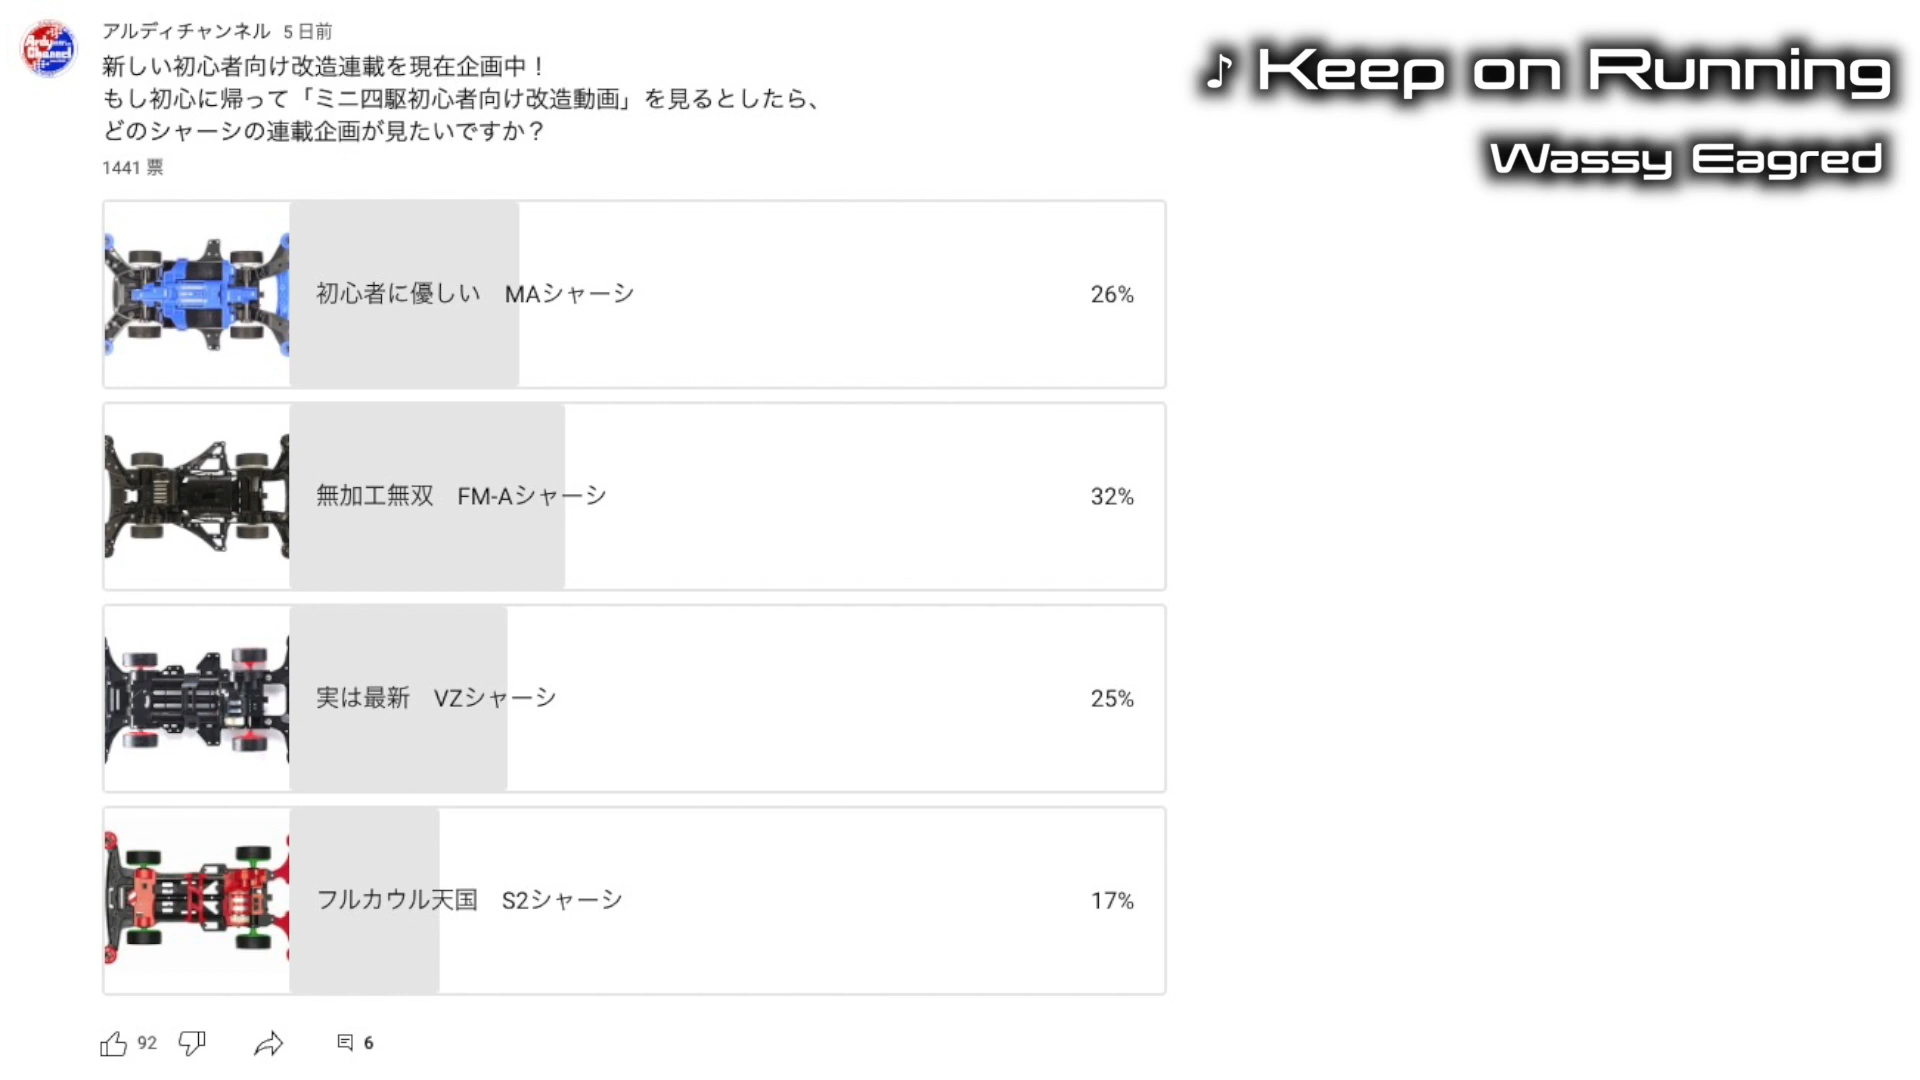 Ardy Channel
アルディチャンネル 5 日前
新しい初心者向け改造連載を現在企画中！
もし初心に帰って「ミニ四駆初心者向け改造動画」を見るとしたら、
どのシャーシの連載企画が見たいですか？
1441 票
初心者に優しい　MAシャーシ 26%
無加工無双　FM-Aシャーシ 32%
実は最新　VZシャーシ 25%
フルカウル天国　S2シャーシ 17%
92 6
♪ Keep on Running
Wassy Eagred